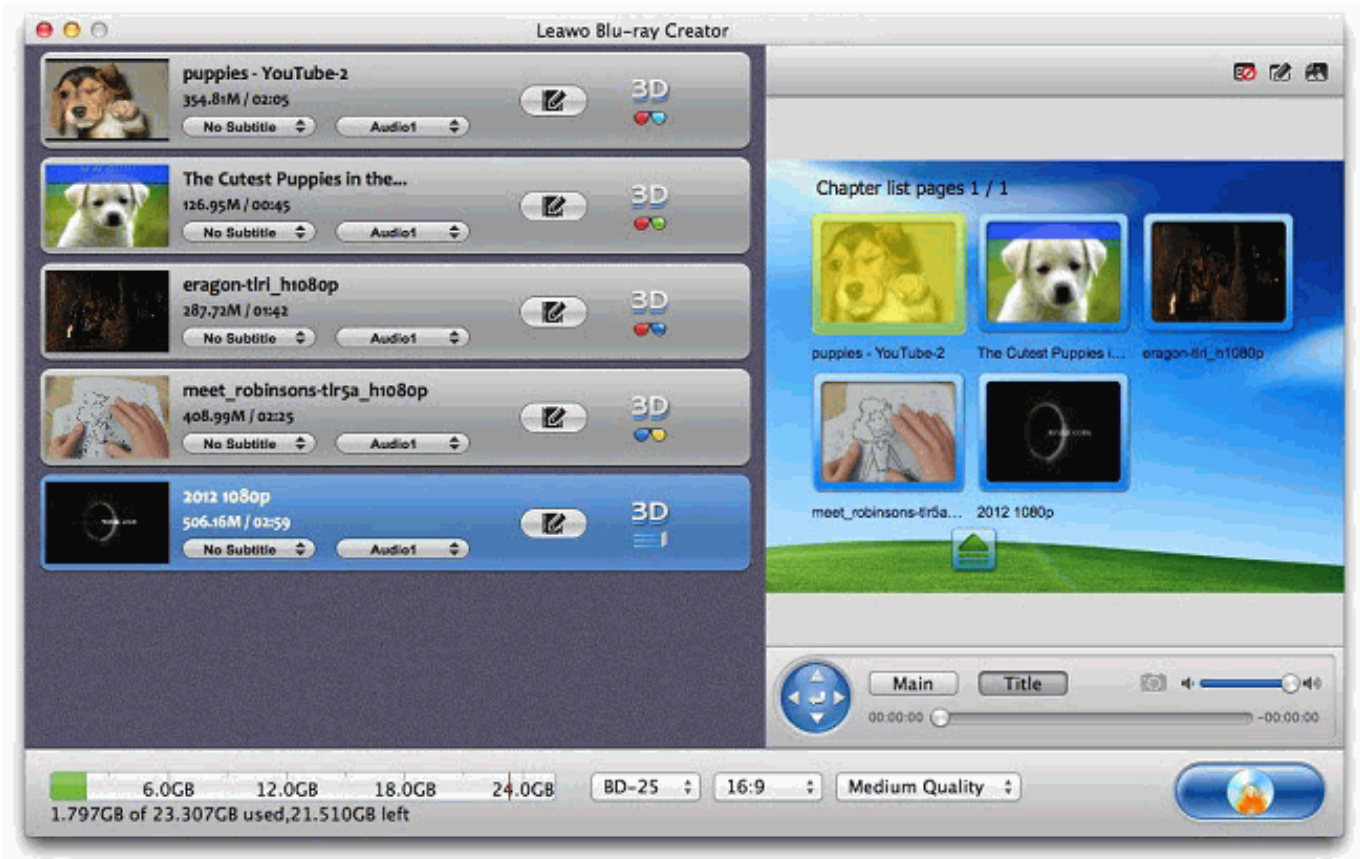 Leawo Blu-ray Creator
puppies - YouTube-2
354.81M / 02:05
No Subtitle
Audio1
3D
The Cutest Puppies in the...
126.95M / 00:45
No Subtitle
Audio1
3D
eragon-tlrl_h1080p
287.72M / 01:42
No Subtitle
Audio1
3D
meet_robinsons-tlr5a_h1080p
408.99M / 02:25
No Subtitle
Audio1
3D
2012 1080p
506.16M / 02:59
No Subtitle
Audio1
3D
Chapter list pages 1 / 1
puppies - YouTube-2
The Cutest Puppies i...
eragon-tlrl_h1080p
meet_robinsons-tlr5a...
2012 1080p
Main
Title
00:00:00
-00:00:00
6.0GB
12.0GB
18.0GB
24.0GB
BD-25
16:9
Medium Quality
1.797GB of 23.307GB used,21.510GB left